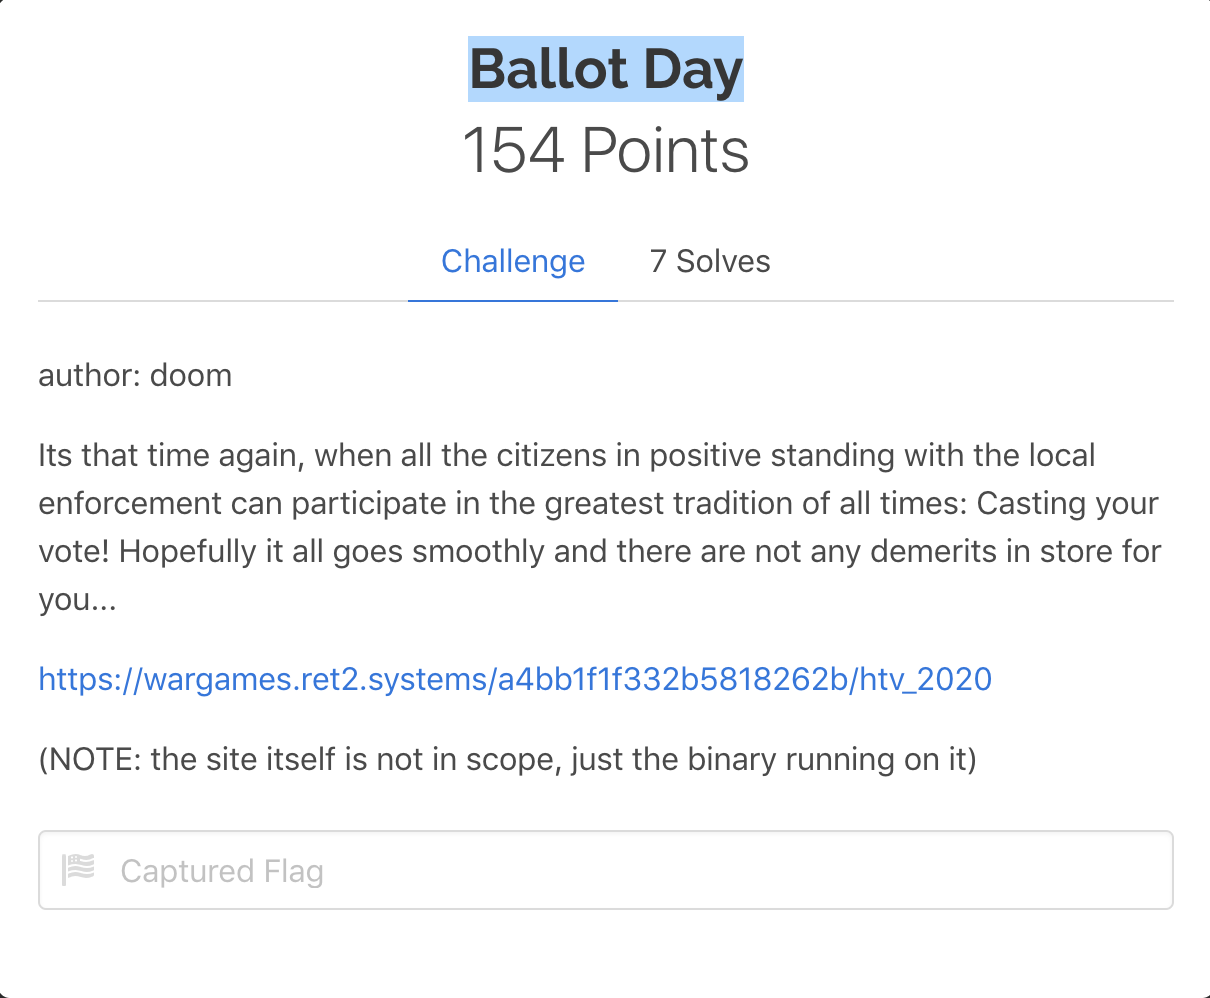 Ballot Day
154 Points
Challenge
7 Solves
author: doom
Its that time again, when all the citizens in positive standing with the local
enforcement can participate in the greatest tradition of all times: Casting your
vote! Hopefully it all goes smoothly and there are not any demerits in store for
you...
https://wargames.ret2.systems/a4bb1f1f332b5818262b/htv_2020
(NOTE: the site itself is not in scope, just the binary running on it)
Captured Flag